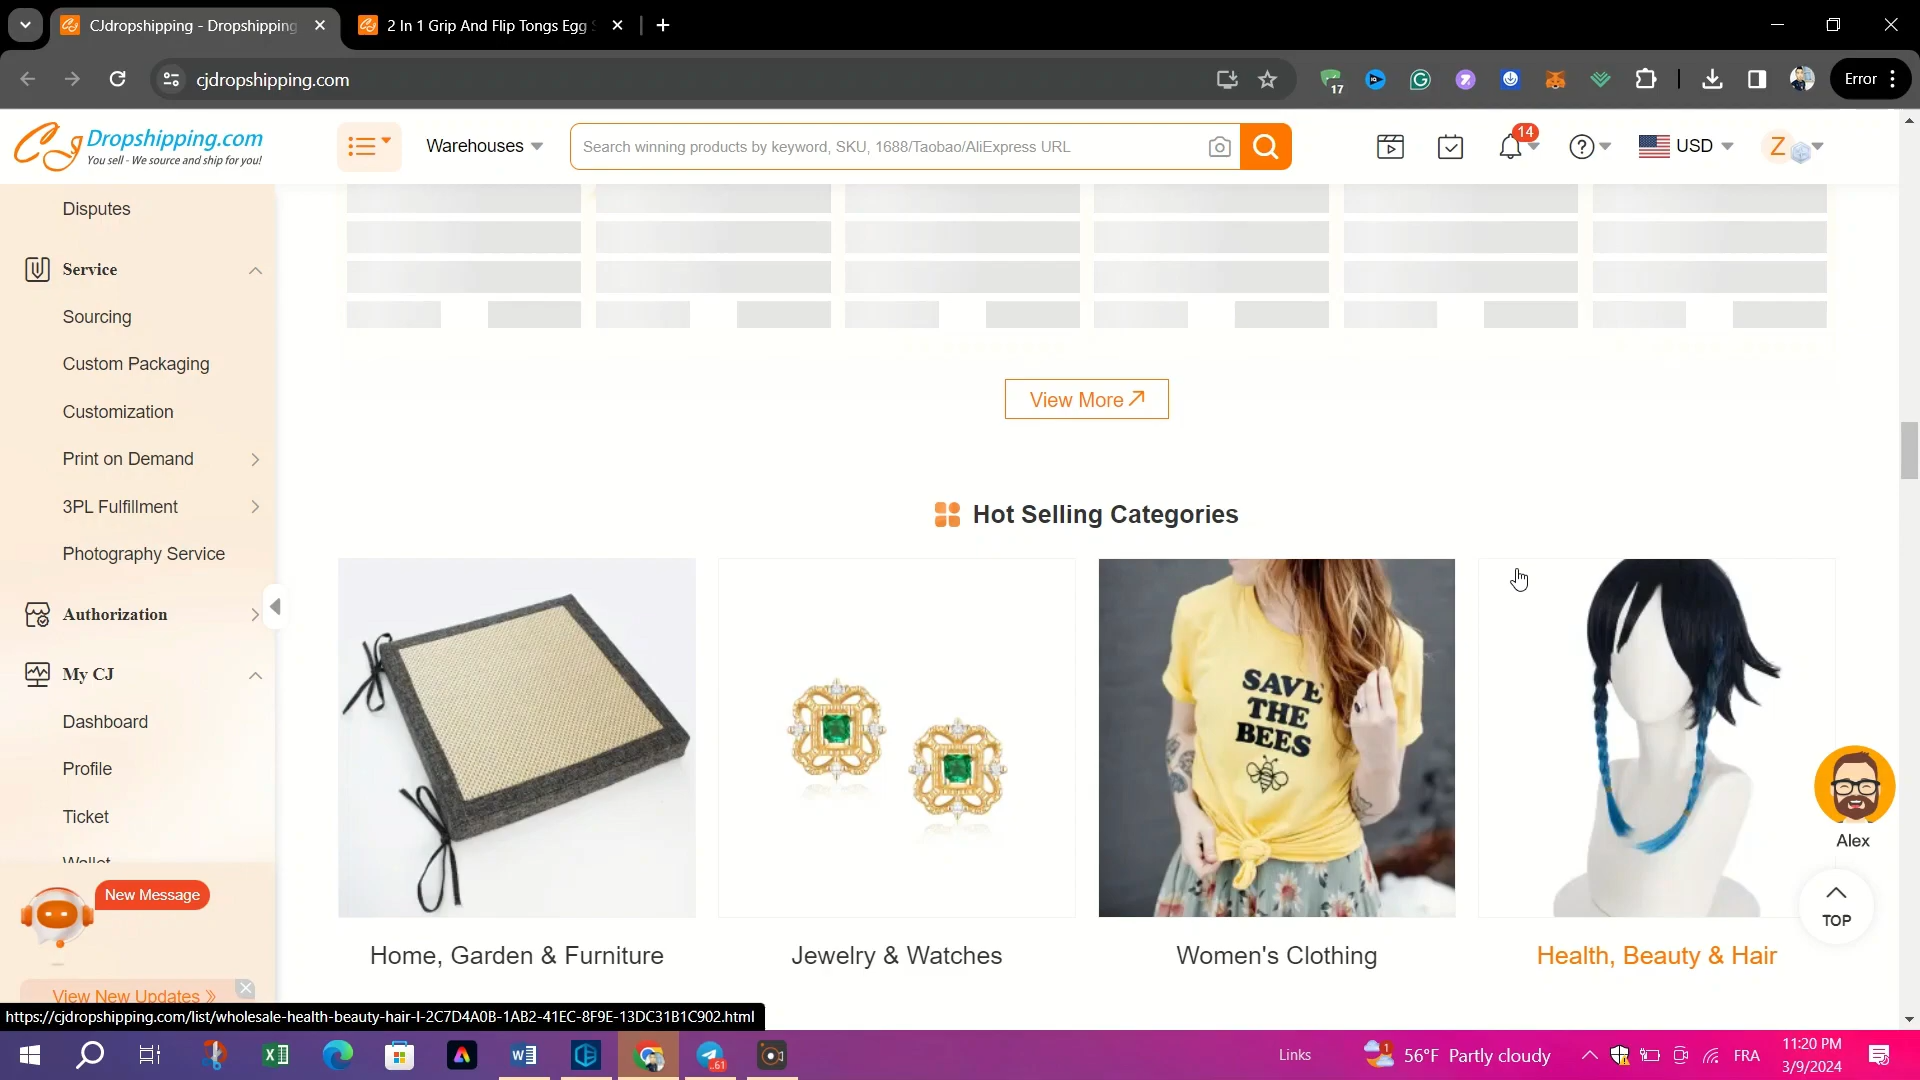 CJdropshipping - Dropshipping
2 In 1 Grip And Flip Tongs Egg
cjdropshipping.com
17
Error
CJ Dropshipping.com
You sell - We source and ship for you!
Warehouses
Search winning products by keyword, SKU, 1688/Taobao/AliExpress URL
14
USD
Z
Disputes
Service
Sourcing
Custom Packaging
Customization
Print on Demand
3PL Fulfillment
Photography Service
Authorization
My CJ
Dashboard
Profile
Ticket
Wallet
New Message
View New Updates »
View More
Hot Selling Categories
SAVE
THE
BEES
Alex
TOP
Home, Garden & Furniture
Jewelry & Watches
Women's Clothing
Health, Beauty & Hair
https://cjdropshipping.com/list/wholesale-health-beauty-hair-l-2C7D4A0B-1AB2-41EC-8F9E-13DC31B1C902.html
61
Links
1
56°F Partly cloudy
FRA
11:20 PM
3/9/2024